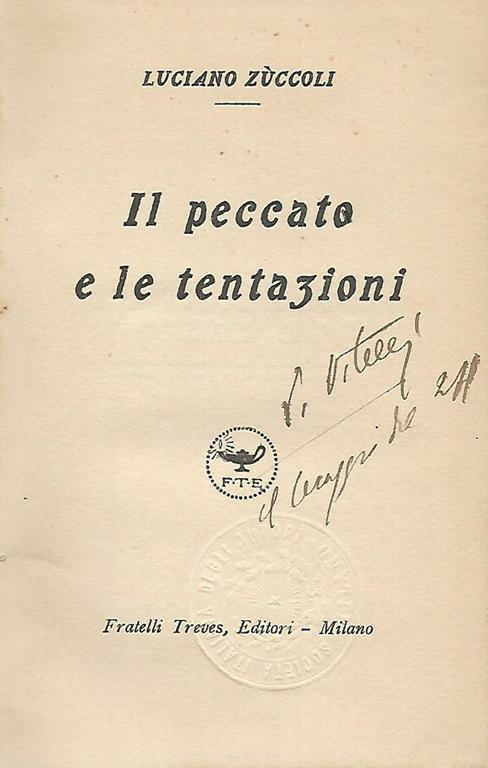 LUCIANO ZÙCCOLI
Il peccato
e le tentazioni
F·T·E
Fratelli Treves, Editori – Milano